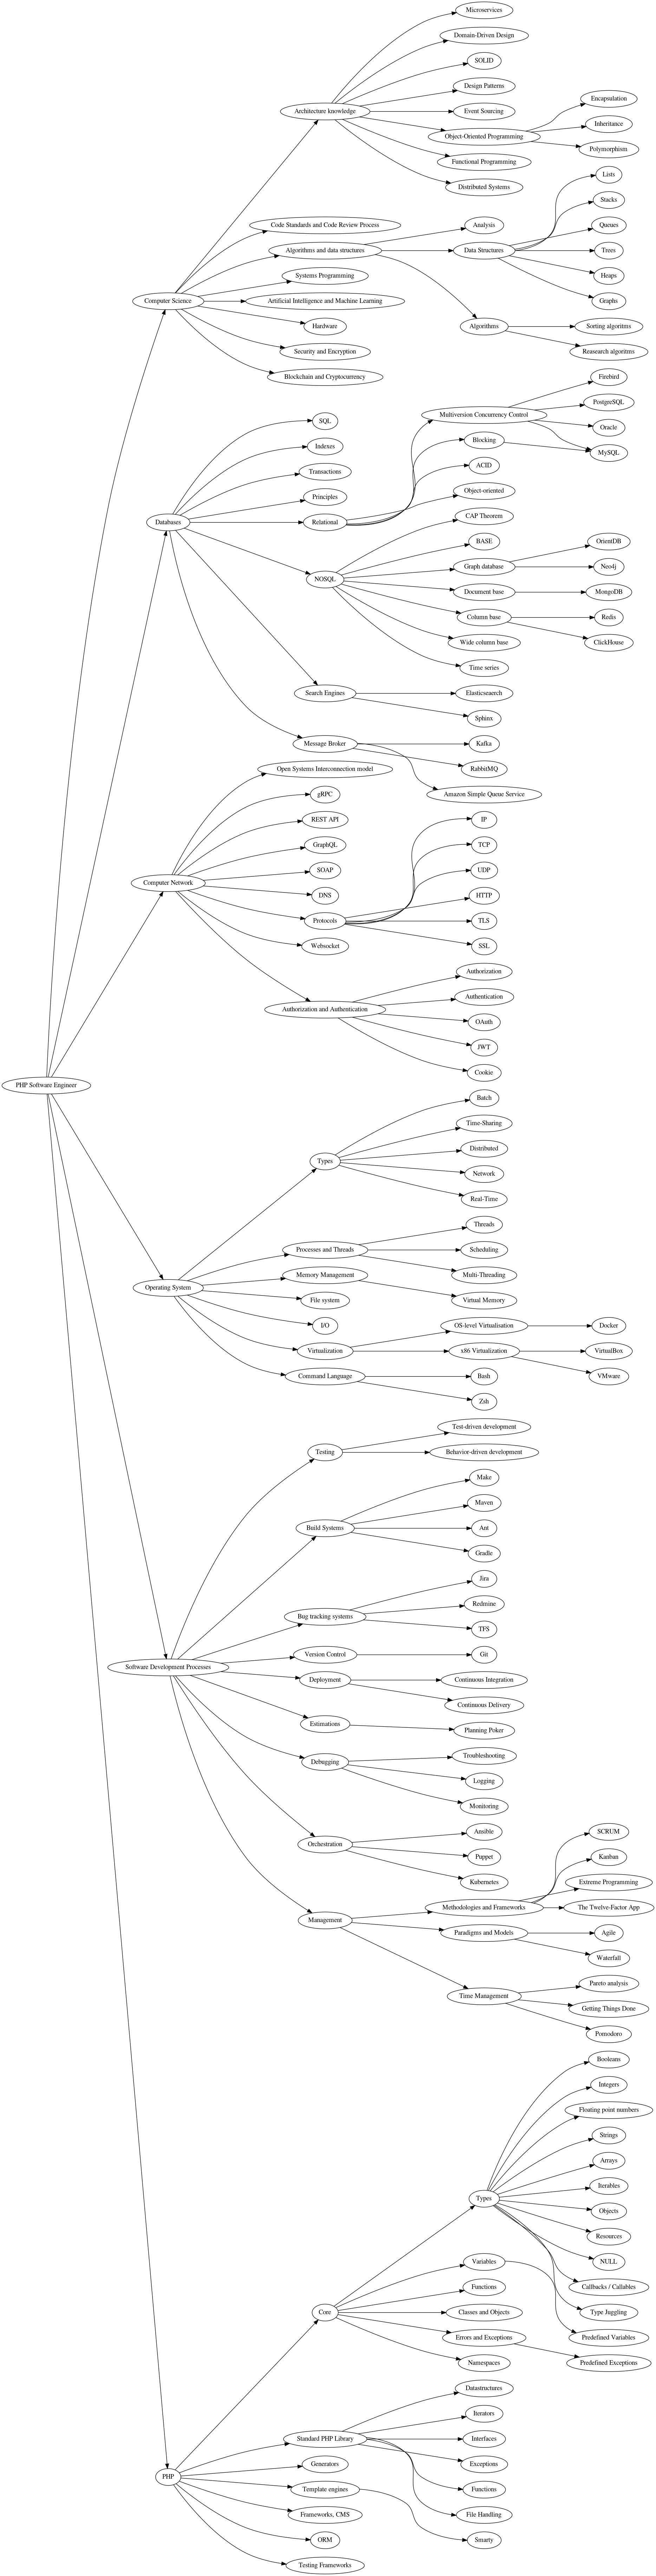 Microservices
Domain-Driven Design
SOLID
Design Patterns
Architecture knowledge
Event Sourcing
Encapsulation
Object-Oriented Programming
Inheritance
Polymorphism
Functional Programming
Distributed Systems
Lists
Stacks
Code Standards and Code Review Process
Analysis
Queues
Algorithms and data structures
Data Structures
Trees
Systems Programming
Heaps
Computer Science
Artificial Intelligence and Machine Learning
Graphs
Hardware
Algorithms
Sorting algoritms
Security and Encryption
Reasearch algoritms
Blockchain and Cryptocurrency
Firebird
PostgreSQL
Multiversion Concurrency Control
SQL
Oracle
Blocking
Indexes
MySQL
ACID
Transactions
Object-oriented
Principles
CAP Theorem
Databases
Relational
BASE
OrientDB
Graph database
Neo4j
NOSQL
Document base
MongoDB
Column base
Redis
Wide column base
ClickHouse
Time series
Search Engines
Elasticseaerch
Sphinx
Message Broker
Kafka
Open Systems Interconnection model
RabbitMQ
gRPC
Amazon Simple Queue Service
REST API
IP
GraphQL
TCP
SOAP
UDP
Computer Network
DNS
HTTP
Protocols
TLS
Websocket
SSL
Authorization
Authentication
Authorization and Authentication
OAuth
JWT
Cookie
PHP Software Engineer
Batch
Time-Sharing
Distributed
Types
Network
Real-Time
Threads
Processes and Threads
Scheduling
Memory Management
Multi-Threading
Operating System
File system
Virtual Memory
I/O
OS-level Virtualisation
Docker
Virtualization
x86 Virtualization
VirtualBox
Command Language
Bash
VMware
Zsh
Test-driven development
Testing
Behavior-driven development
Make
Maven
Build Systems
Ant
Gradle
Jira
Redmine
Bug tracking systems
TFS
Version Control
Git
Software Development Processes
Deployment
Continuous Integration
Continuous Delivery
Estimations
Planning Poker
Troubleshooting
Debugging
Logging
Monitoring
Ansible
SCRUM
Orchestration
Puppet
Kanban
Kubernetes
Extreme Programming
Methodologies and Frameworks
The Twelve-Factor App
Management
Paradigms and Models
Agile
Waterfall
Pareto analysis
Time Management
Getting Things Done
Pomodoro
Booleans
Integers
Floating point numbers
Strings
Arrays
Iterables
Types
Objects
Resources
Variables
NULL
Functions
Callbacks / Callables
Core
Classes and Objects
Type Juggling
Errors and Exceptions
Predefined Variables
Namespaces
Predefined Exceptions
Datastructures
Iterators
Standard PHP Library
Interfaces
Generators
Exceptions
PHP
Template engines
Functions
Frameworks, CMS
File Handling
ORM
Smarty
Testing Frameworks